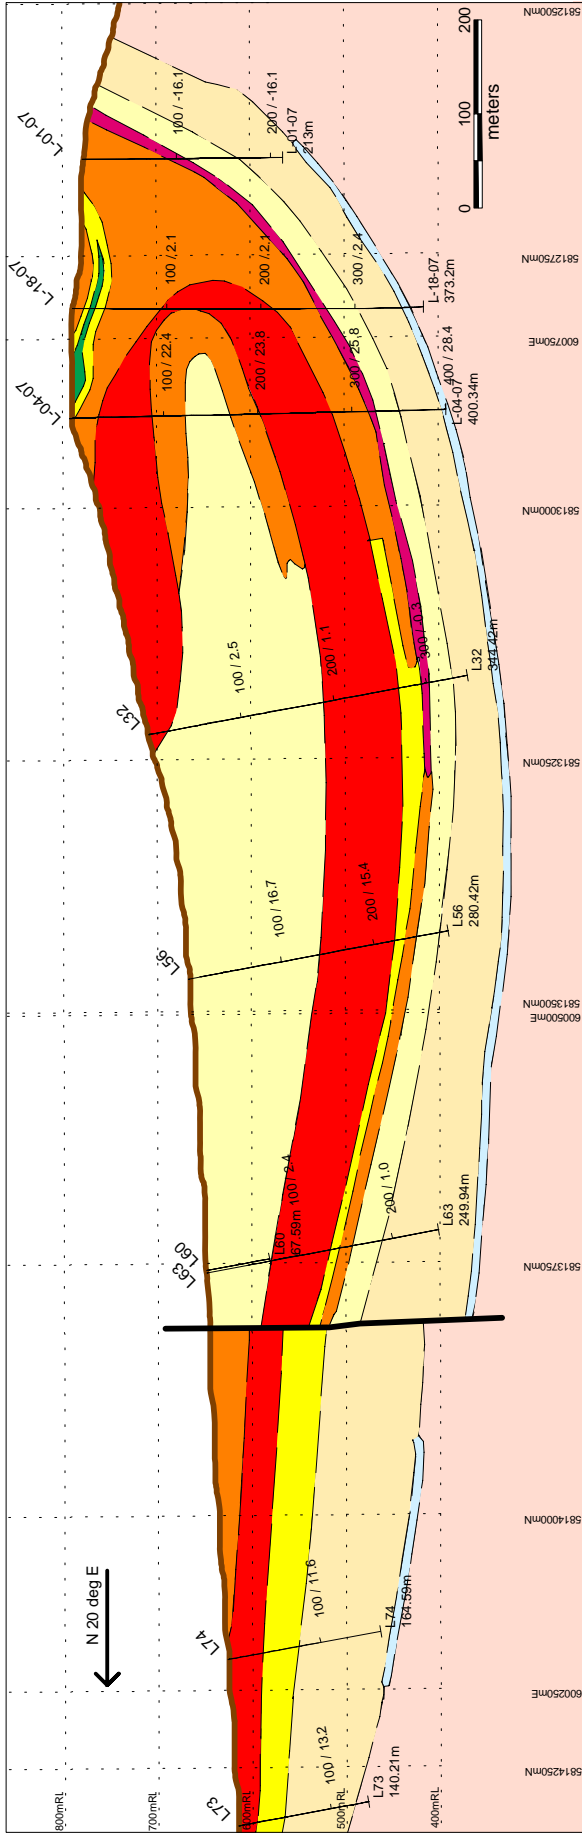 800mRL
700mRL
600mRL
500mRL
400mRL
5812500mN
5812750mN
600750mE
5813000mN
5813250mN
5813500mN
600500mE
5813750mN
5814000mN
600250mE
5814250mN
0 100 200
meters
N 20 deg E
L-01-07
100 / -16.1
200 / -16.1
L-01-07
213m
L-18-07
100 / 2.1
200 / 2.1
300 / 2.4
L-18-07
373.2m
L-04-07
100 / 22.4
200 / 23.8
300 / 25.8
400 / 28.4
L-04-07
400.34m
L32
100 / 2.5
200 / 1.1
300 / -0.3
L32
344.42m
L56
100 / 16.7
200 / 15.4
L56
280.42m
L60
L63
L60
67.59m
100 / 2.4
200 / 1.0
L63
249.94m
L74
100 / 11.6
L74
164.59m
L73
100 / 13.2
L73
140.21m